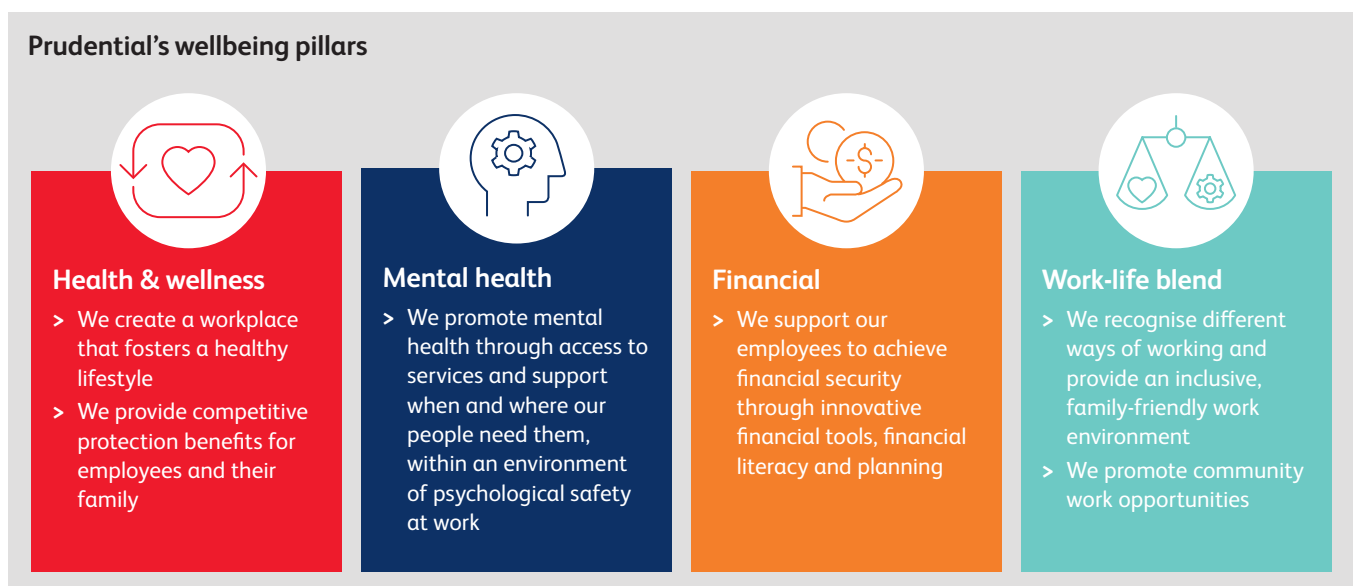 Prudential's wellbeing pillars
Health & wellness
> We create a workplace
that fosters a healthy
lifestyle
> We provide competitive
protection benefits for
employees and their
family
Mental health
> We promote mental
health through access to
services and support
when and where our
people need them,
within an environment
of psychological safety
at work
$
Financial
> We support our
employees to achieve
financial security
through innovative
financial tools, financial
literacy and planning
Work-life blend
> We recognise different
ways of working and
provide an inclusive,
family-friendly work
environment
> We promote community
work opportunities